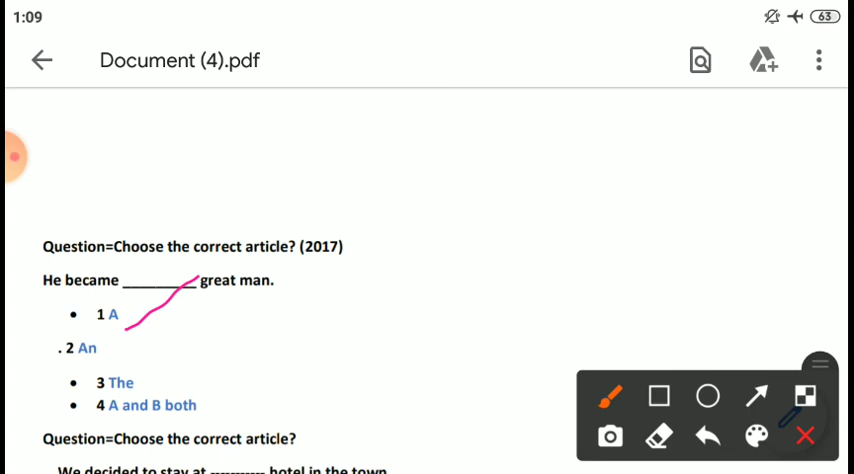 1:09
63
Document (4).pdf
Question=Choose the correct article? (2017)
He became _________ great man.
• 1 A
. 2 An
• 3 The
• 4 A and B both
Question=Choose the correct article?
We decided to stay at ----------- hotel in the town